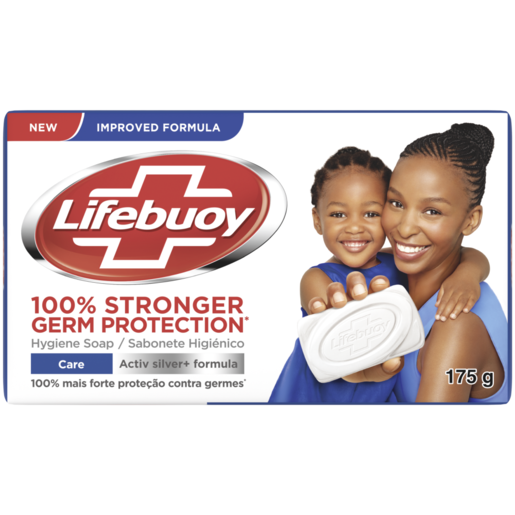 NEW
IMPROVED FORMULA
Lifebuoy
100% STRONGER
GERM PROTECTION*
Hygiene Soap / Sabonete Higiénico
Care
Activ silver+ formula
100% mais forte proteção contra germes*
Lifebuoy
175 g